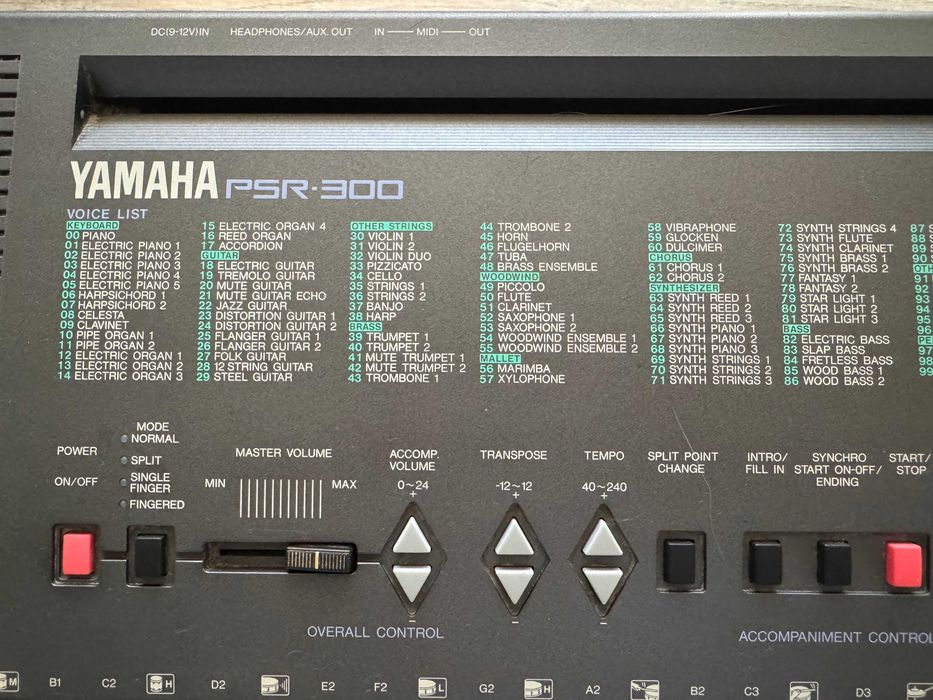 DC(9-12V)IN HEADPHONES/AUX. OUT IN MIDI OUT
YAMAHA PSR-300
VOICE LIST
KEYBOARD
00 PIANO
01 ELECTRIC PIANO 1
02 ELECTRIC PIANO 2
03 ELECTRIC PIANO 3
04 ELECTRIC PIANO 4
05 ELECTRIC PIANO 5
06 HARPSICHORD 1
07 HARPSICHORD 2
08 CELESTA
09 CLAVINET
10 PIPE ORGAN 1
11 PIPE ORGAN 2
12 ELECTRIC ORGAN 1
13 ELECTRIC ORGAN 2
14 ELECTRIC ORGAN 3
15 ELECTRIC ORGAN 4
16 REED ORGAN
17 ACCORDION
GUITAR
18 ELECTRIC GUITAR
19 TREMOLO GUITAR
20 MUTE GUITAR
21 MUTE GUITAR ECHO
22 JAZZ GUITAR
23 DISTORTION GUITAR 1
24 DISTORTION GUITAR 2
25 FLANGER GUITAR 1
26 FLANGER GUITAR 2
27 FOLK GUITAR
28 12 STRING GUITAR
29 STEEL GUITAR
OTHER STRINGS
30 VIOLIN 1
31 VIOLIN 2
32 VIOLIN DUO
33 PIZZICATO
34 CELLO
35 STRINGS 1
36 STRINGS 2
37 BANJO
38 HARP
BRASS
39 TRUMPET 1
40 TRUMPET 2
41 MUTE TRUMPET 1
42 MUTE TRUMPET 2
43 TROMBONE 1
44 TROMBONE 2
45 HORN
46 FLUGELHORN
47 TUBA
48 BRASS ENSEMBLE
WOODWIND
49 PICCOLO
50 FLUTE
51 CLARINET
52 SAXOPHONE 1
53 SAXOPHONE 2
54 WOODWIND ENSEMBLE 1
55 WOODWIND ENSEMBLE 2
MALLET
56 MARIMBA
57 XYLOPHONE
58 VIBRAPHONE
59 GLOCKEN
60 DULCIMER
CHORUS
61 CHORUS 1
62 CHORUS 2
SYNTHESIZER
63 SYNTH REED 1
64 SYNTH REED 2
65 SYNTH REED 3
66 SYNTH PIANO 1
67 SYNTH PIANO 2
68 SYNTH PIANO 3
69 SYNTH STRINGS 1
70 SYNTH STRINGS 2
71 SYNTH STRINGS 3
72 SYNTH STRINGS 4
73 SYNTH FLUTE
74 SYNTH CLARINET
75 SYNTH BRASS 1
76 SYNTH BRASS 2
77 FANTASY 1
78 FANTASY 2
79 STAR LIGHT 1
80 STAR LIGHT 2
81 STAR LIGHT 3
BASS
82 ELECTRIC BASS
83 SLAP BASS
84 FRETLESS BASS
85 WOOD BASS 1
86 WOOD BASS 2
87
88
89
90
91
92
93
94
95
96
97
98
99
POWER
ON/OFF
MODE
NORMAL
SPLIT
SINGLE
FINGER
FINGERED
MASTER VOLUME
MIN MAX
ACCOMP.
VOLUME
0~24
+
-
TRANSPOSE
-12~12
+
-
TEMPO
40~240
+
-
SPLIT POINT
CHANGE
INTRO/
FILL IN
SYNCHRO
START ON-OFF/
ENDING
START/
STOP
OVERALL CONTROL
ACCOMPANIMENT CONTROL
M B1 C2 H D2 E2 F2 L G2 H A2 B2 C3 D3